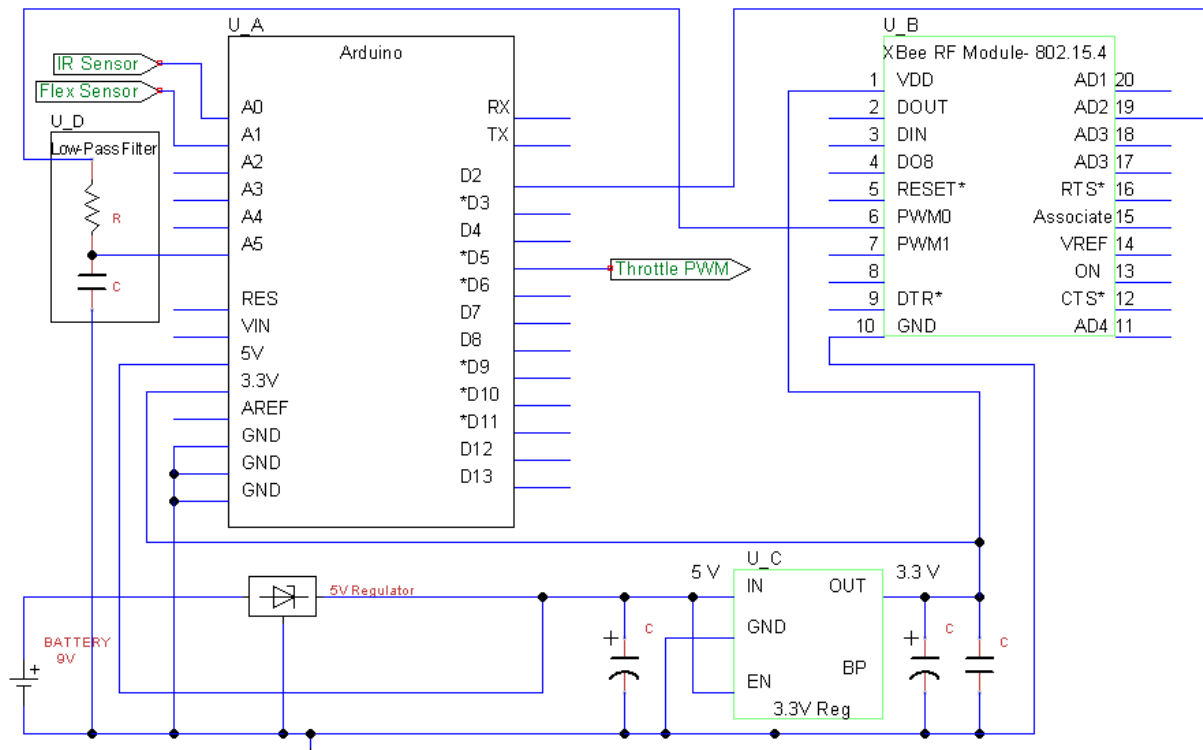 U_A
Arduino
IR Sensor
Flex Sensor
A0
A1
A2
A3
A4
A5
RES
VIN
5V
3.3V
AREF
GND
GND
GND
RX
TX
D2
*D3
D4
*D5
*D6
D7
D8
*D9
*D10
*D11
D12
D13
U_D
Low-Pass Filter
R
C
Throttle PWM
U_B
XBee RF Module- 802.15.4
1 VDD
2 DOUT
3 DIN
4 DO8
5 RESET*
6 PWM0
7 PWM1
8
9 DTR*
10 GND
AD1 20
AD2 19
AD3 18
AD3 17
RTS* 16
Associate 15
VREF 14
ON 13
CTS* 12
AD4 11
BATTERY
9V
+
5V Regulator
+
C
U_C
5 V
3.3 V
IN
OUT
GND
BP
EN
3.3V Reg
+
C
C